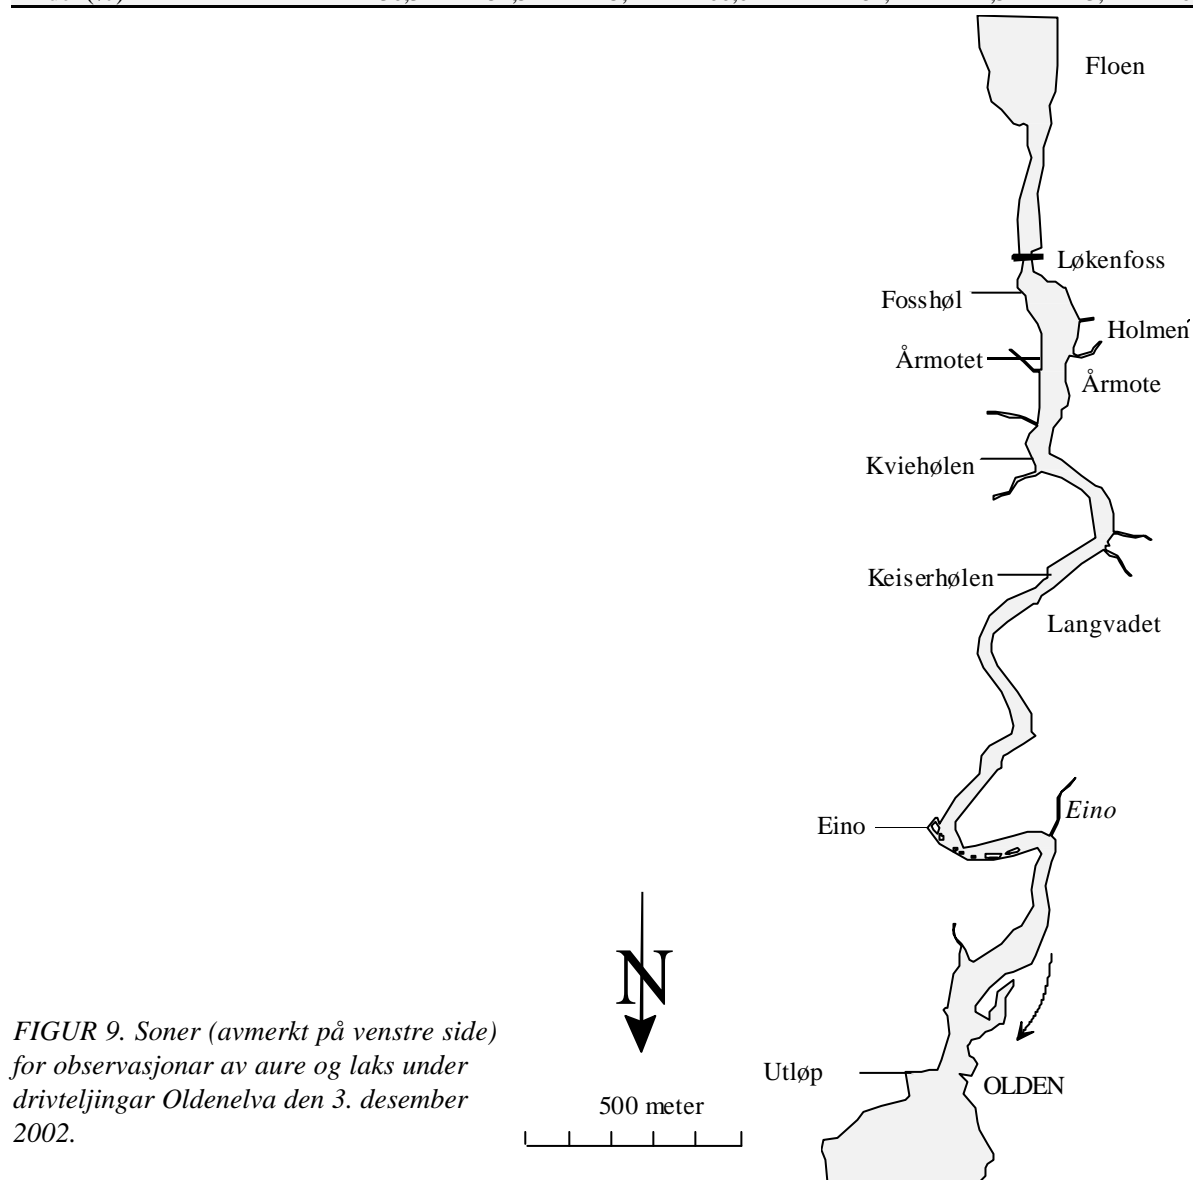 Floen
Løkenfoss
Fosshøl
Holmen
Årmotet
Årmote
Kviehølen
Keiserhølen
Langvadet
Eino
Eino
N
FIGUR 9. Soner (avmerkt på venstre side)
for observasjonar av aure og laks under
drivteljingar Oldenelva den 3. desember
2002.
Utløp
OLDEN
500 meter